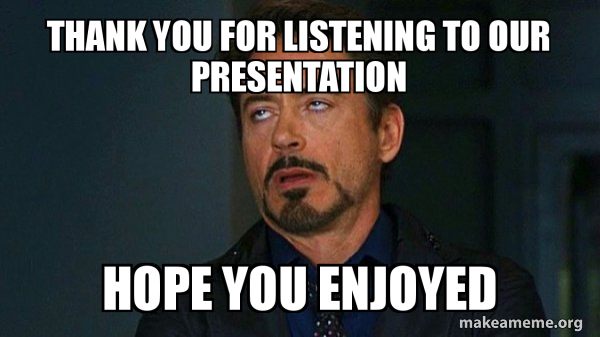 THANK YOU FOR LISTENING TO OUR
PRESENTATION
HOPE YOU ENJOYED
makeameme.org